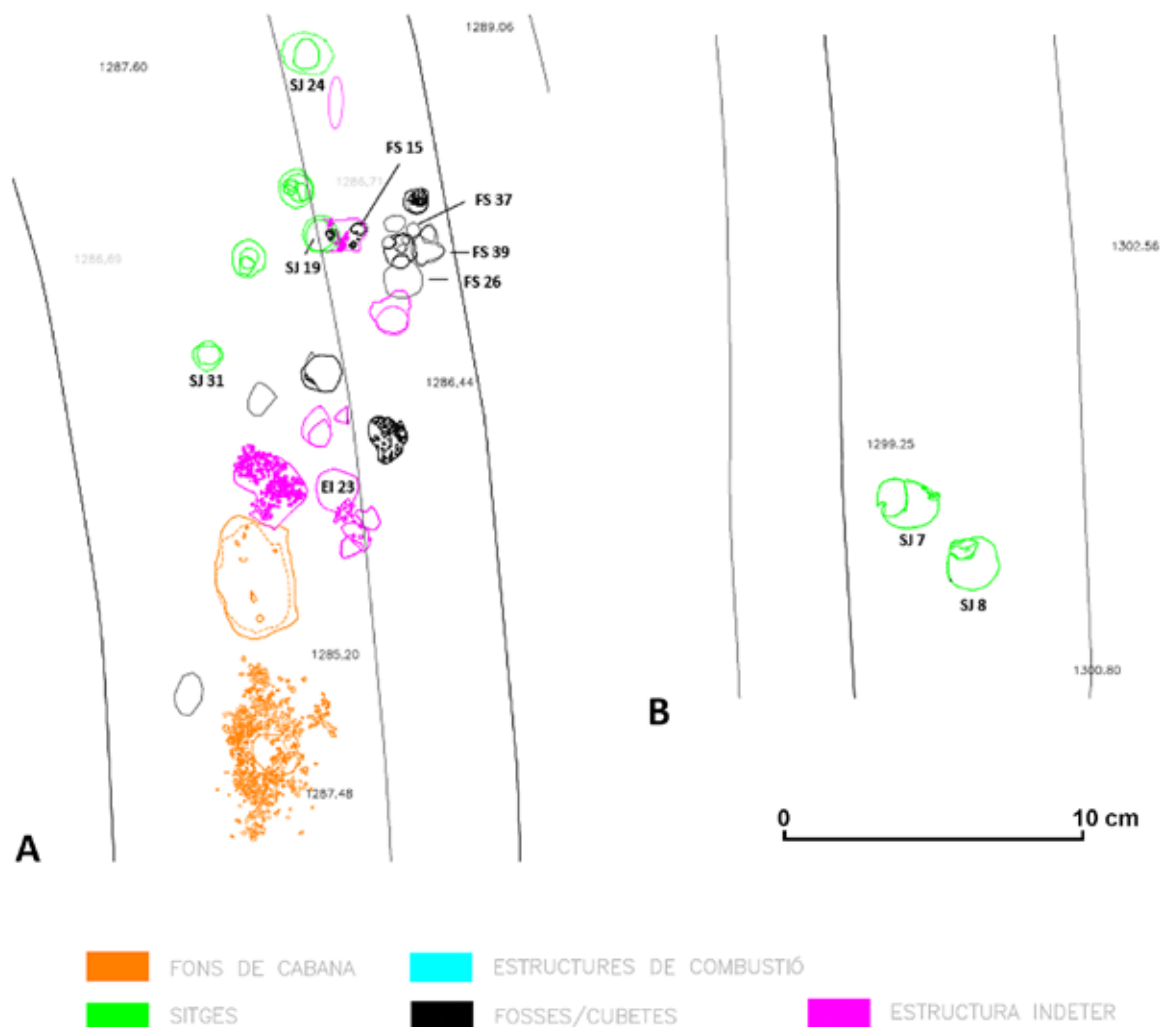 1289.06
1287.60
SJ 24
FS 15
1286,71
FS 37
1302.56
FS 39
1286,69
SJ 19
FS 26
SJ 31
1286,44
1299.25
EI 23
SJ 7
SJ 8
1285.20
1300.80
B
1287,48
0 10 cm
A
FONS DE CABANA ESTRUCTURES DE COMBUSTIÓ
SITGES FOSSES/CUBETES ESTRUCTURA INDETER